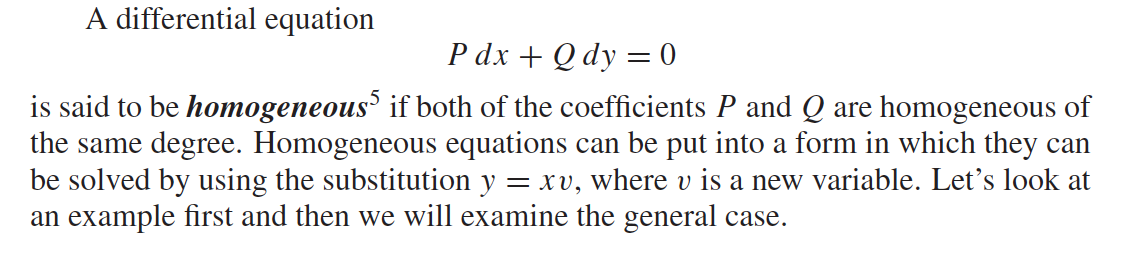 A differential equation
P dx + Q dy = 0
is said to be homogeneous⁵ if both of the coefficients P and Q are homogeneous of
the same degree. Homogeneous equations can be put into a form in which they can
be solved by using the substitution y = xv, where v is a new variable. Let’s look at
an example first and then we will examine the general case.